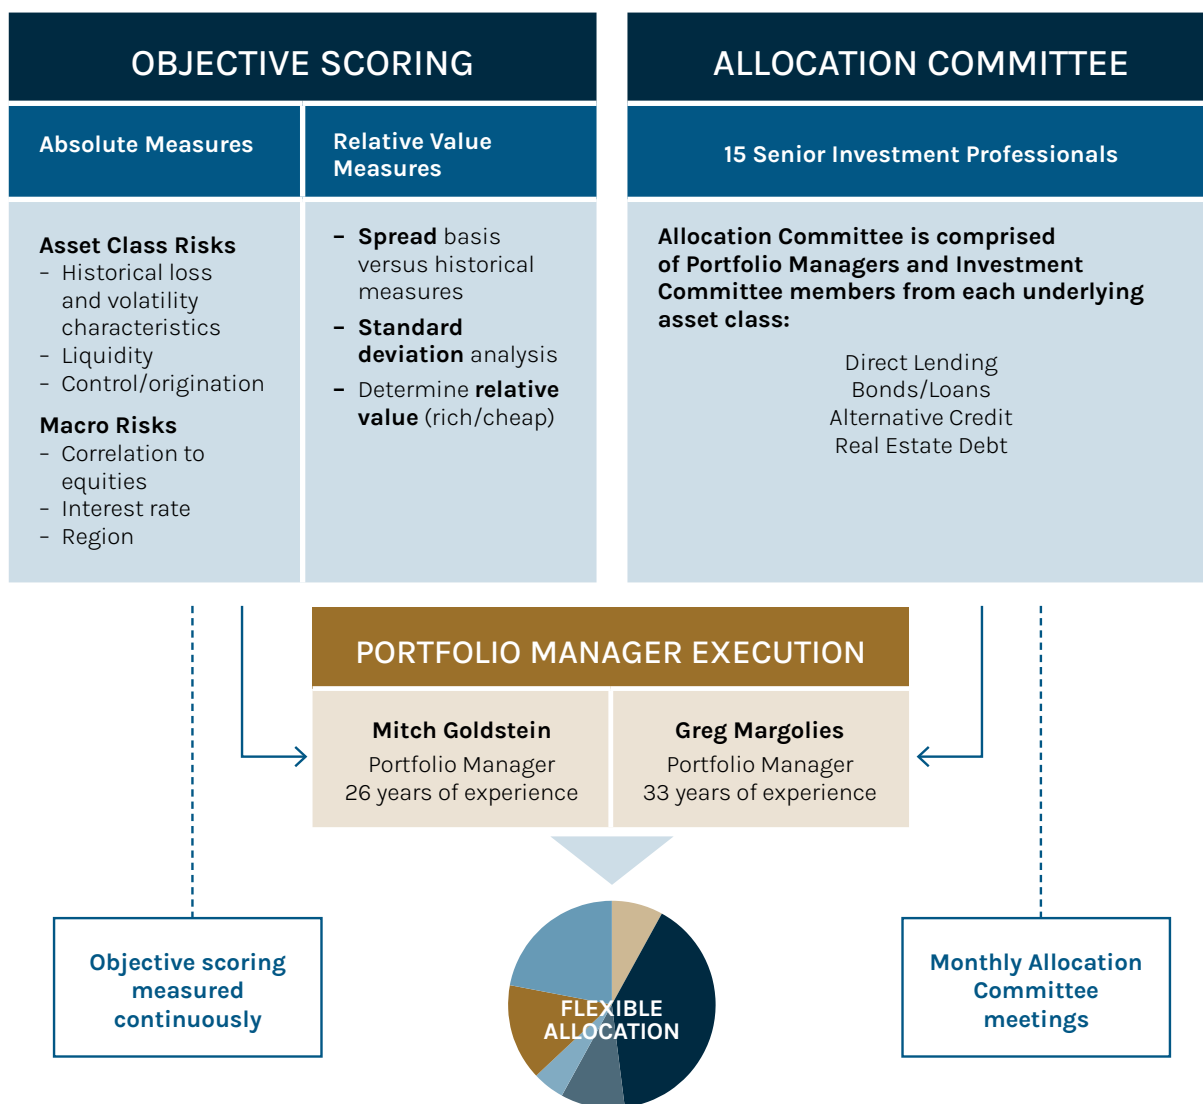 OBJECTIVE SCORING
Absolute Measures
Relative Value
Measures
Asset Class Risks
– Historical loss
and volatility
characteristics
– Liquidity
– Control/origination
Macro Risks
– Correlation to
equities
– Interest rate
– Region
– Spread basis
versus historical
measures
– Standard
deviation analysis
– Determine relative
value (rich/cheap)
ALLOCATION COMMITTEE
15 Senior Investment Professionals
Allocation Committee is comprised
of Portfolio Managers and Investment
Committee members from each underlying
asset class:
Direct Lending
Bonds/Loans
Alternative Credit
Real Estate Debt
PORTFOLIO MANAGER EXECUTION
Mitch Goldstein
Portfolio Manager
26 years of experience
Greg Margolies
Portfolio Manager
33 years of experience
Objective scoring
measured
continuously
FLEXIBLE
ALLOCATION
Monthly Allocation
Committee
meetings